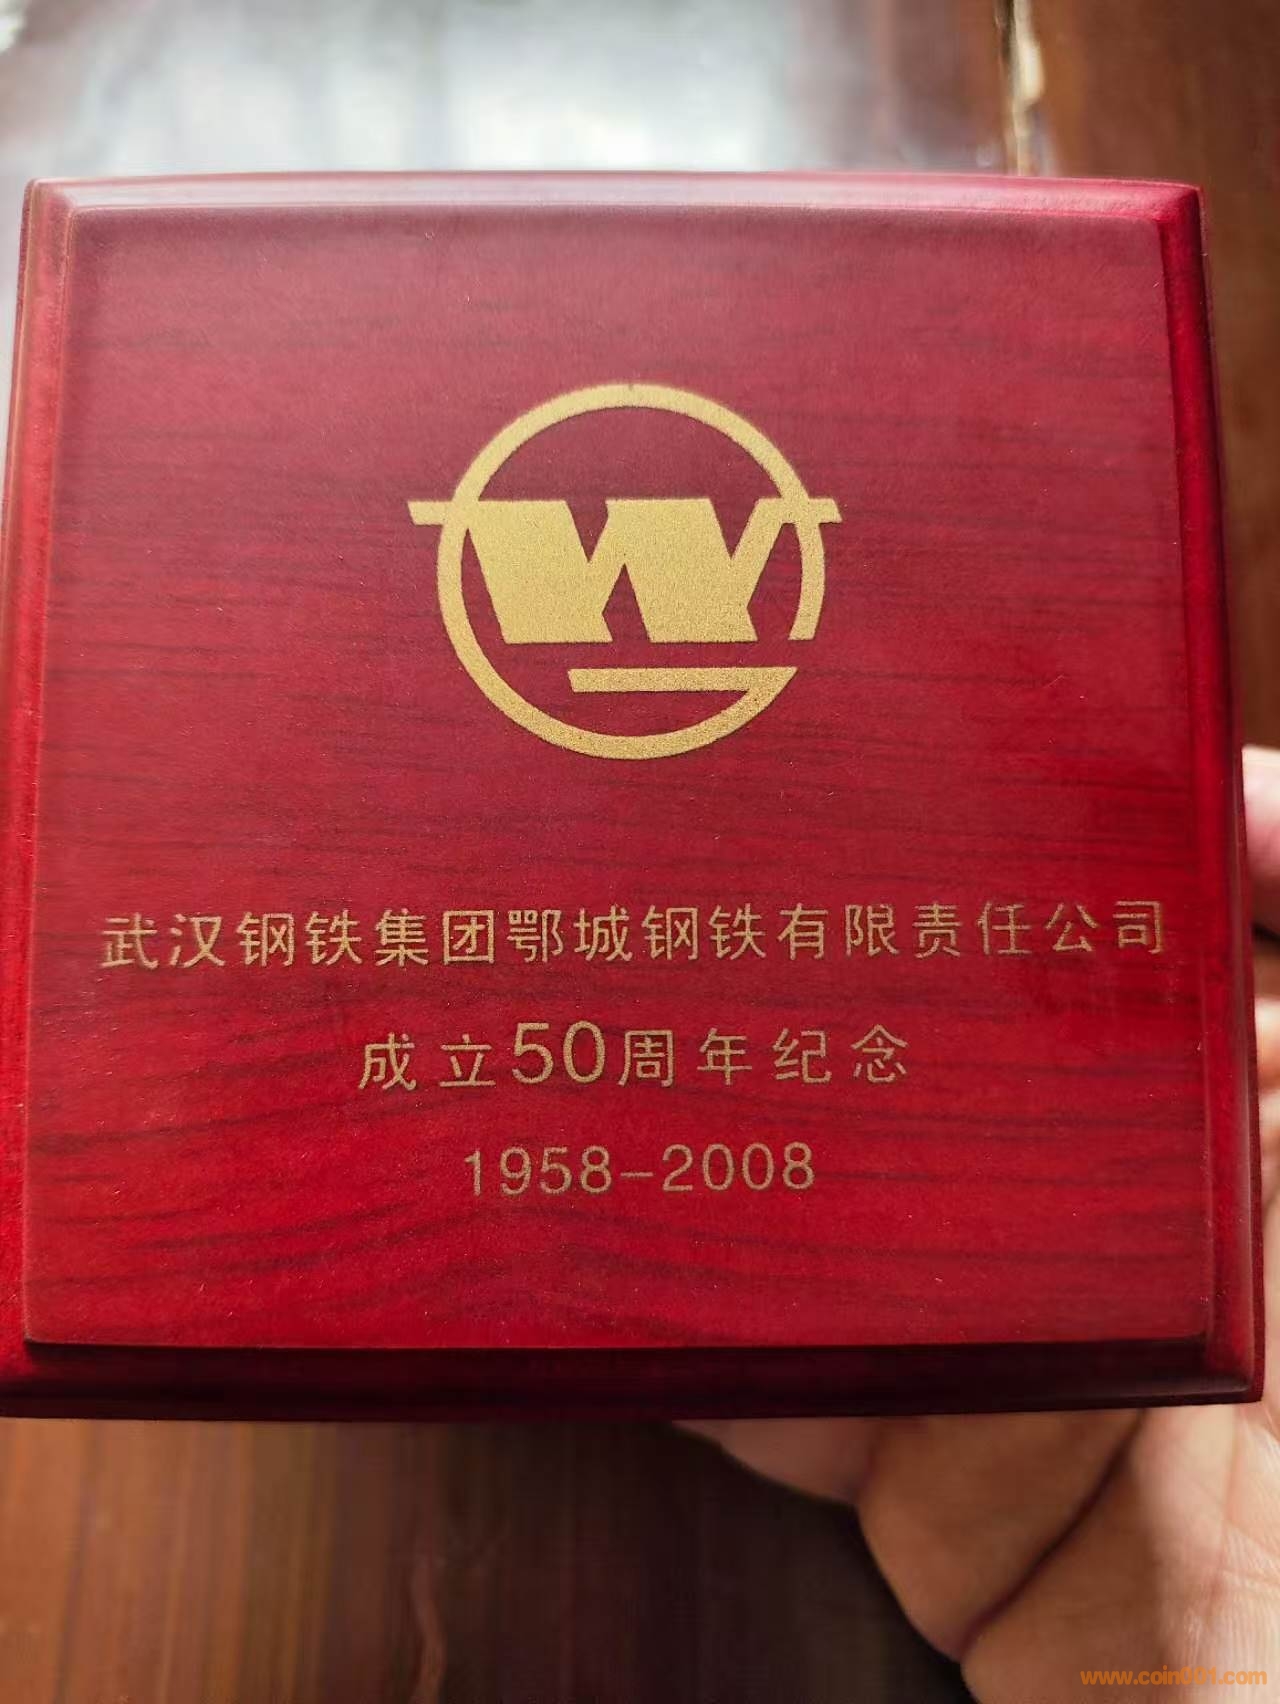 武汉钢铁集团鄂城钢铁有限责任公司
成立50周年纪念
1958-2008
www.coin001.com